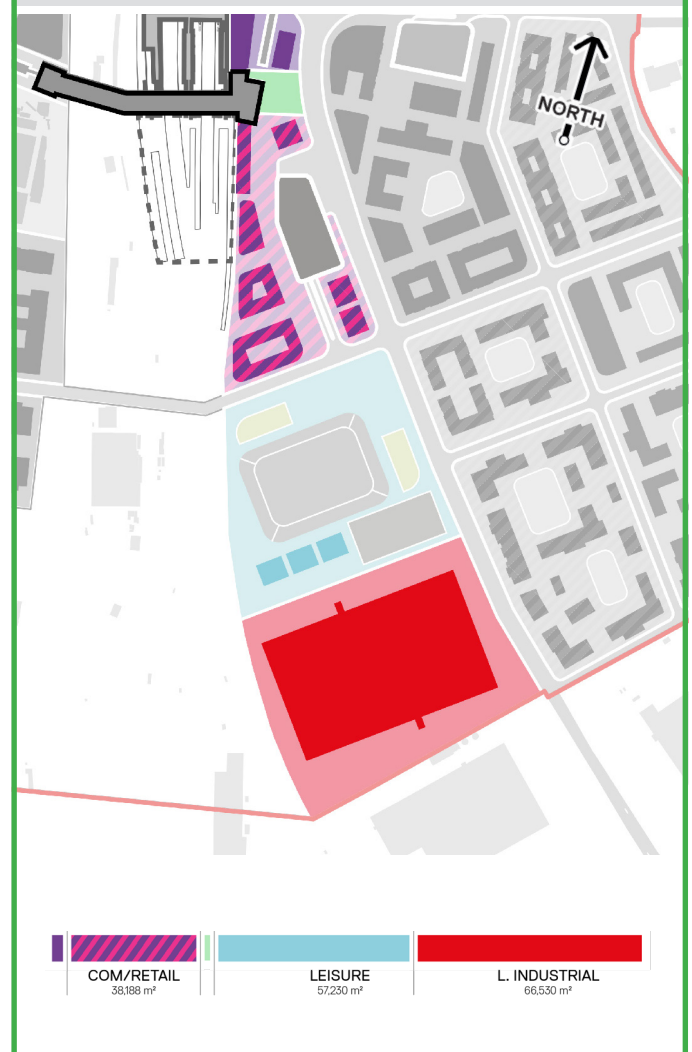 NORTH
COM/RETAIL
38,188 m²
LEISURE
57,230 m²
L. INDUSTRIAL
66,530 m²